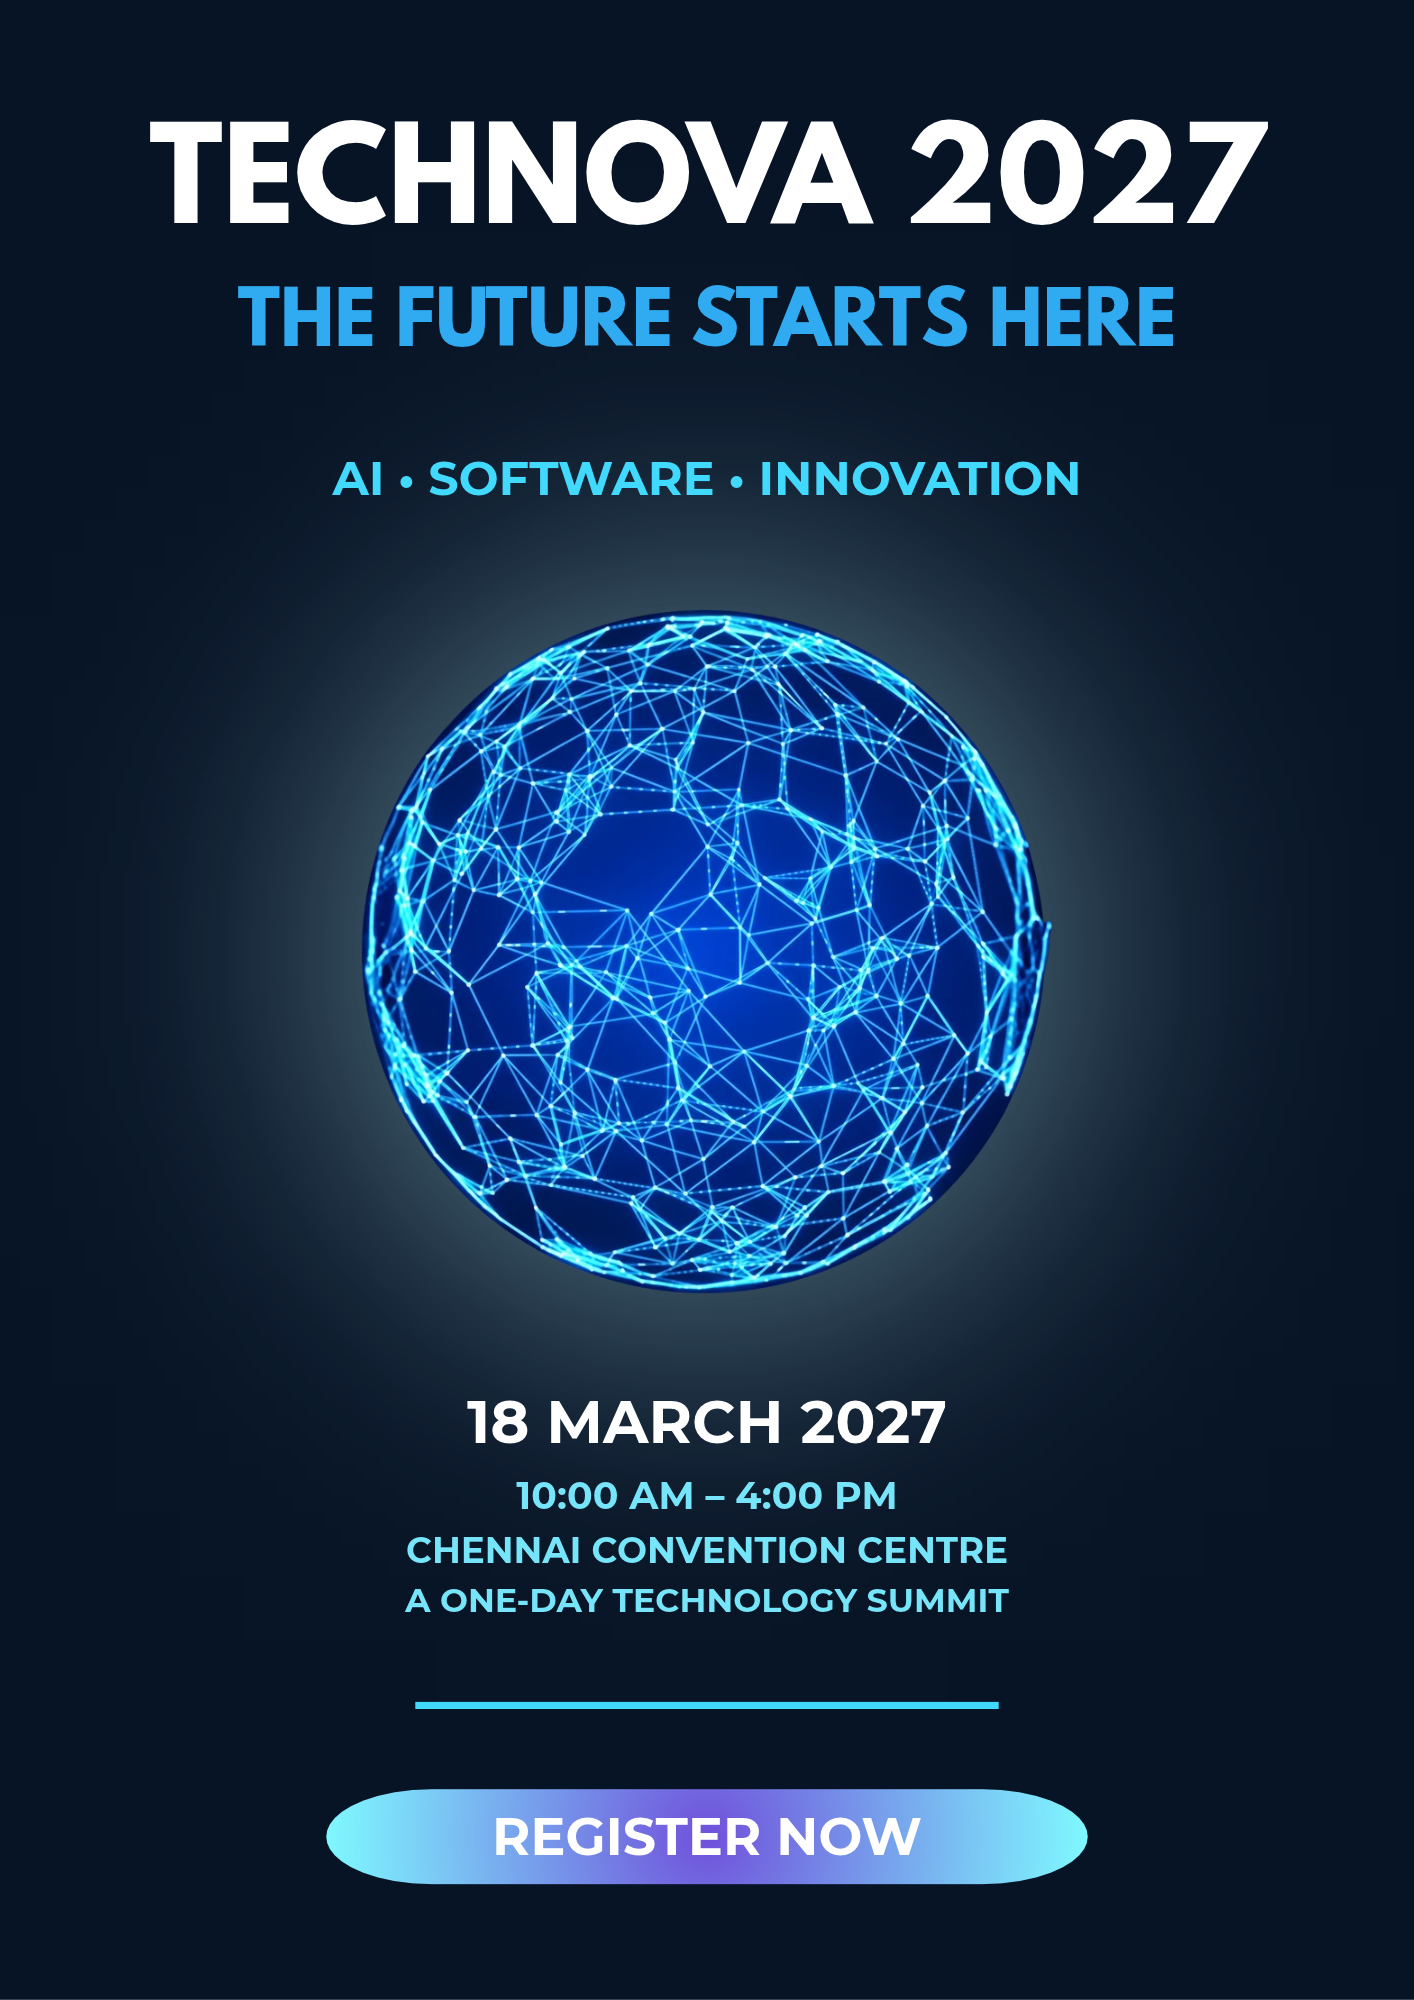 TECHNOVA 2027
THE FUTURE STARTS HERE
AI • SOFTWARE • INNOVATION
18 MARCH 2027
10:00 AM – 4:00 PM
CHENNAI CONVENTION CENTRE
A ONE-DAY TECHNOLOGY SUMMIT
REGISTER NOW